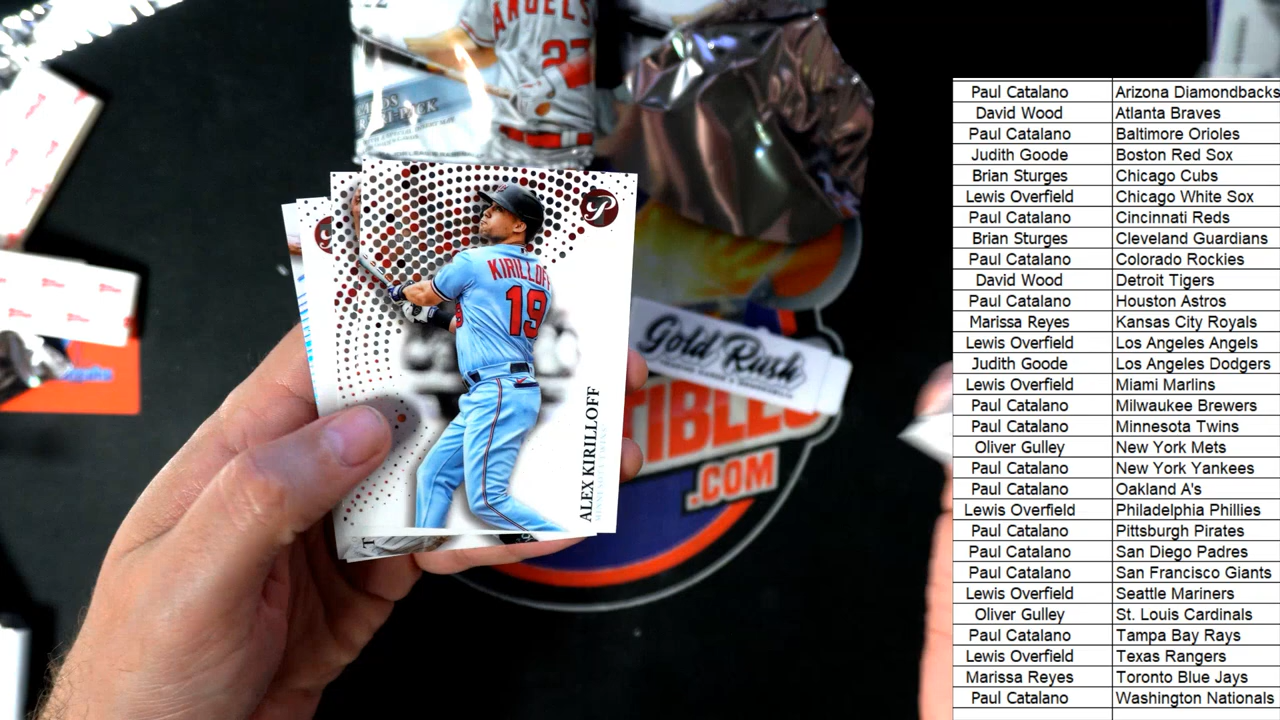 ANGELS
27
KIRILLOFF
19
ALEX KIRILLOFF
MINNESOTA TWINS
Gold Rush
TIBLES
.COM
Paul Catalano Arizona Diamondbacks
David Wood Atlanta Braves
Paul Catalano Baltimore Orioles
Judith Goode Boston Red Sox
Brian Sturges Chicago Cubs
Lewis Overfield Chicago White Sox
Paul Catalano Cincinnati Reds
Brian Sturges Cleveland Guardians
Paul Catalano Colorado Rockies
David Wood Detroit Tigers
Paul Catalano Houston Astros
Marissa Reyes Kansas City Royals
Lewis Overfield Los Angeles Angels
Judith Goode Los Angeles Dodgers
Lewis Overfield Miami Marlins
Paul Catalano Milwaukee Brewers
Paul Catalano Minnesota Twins
Oliver Gulley New York Mets
Paul Catalano New York Yankees
Paul Catalano Oakland A's
Lewis Overfield Philadelphia Phillies
Paul Catalano Pittsburgh Pirates
Paul Catalano San Diego Padres
Paul Catalano San Francisco Giants
Lewis Overfield Seattle Mariners
Oliver Gulley St. Louis Cardinals
Paul Catalano Tampa Bay Rays
Lewis Overfield Texas Rangers
Marissa Reyes Toronto Blue Jays
Paul Catalano Washington Nationals